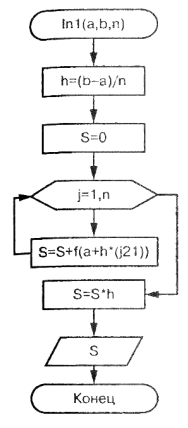 In1(a,b,n)
h=(b-a)/n
S=0
j=1,n
S=S+f(a+h*(j21))
S=S*h
S
Конец